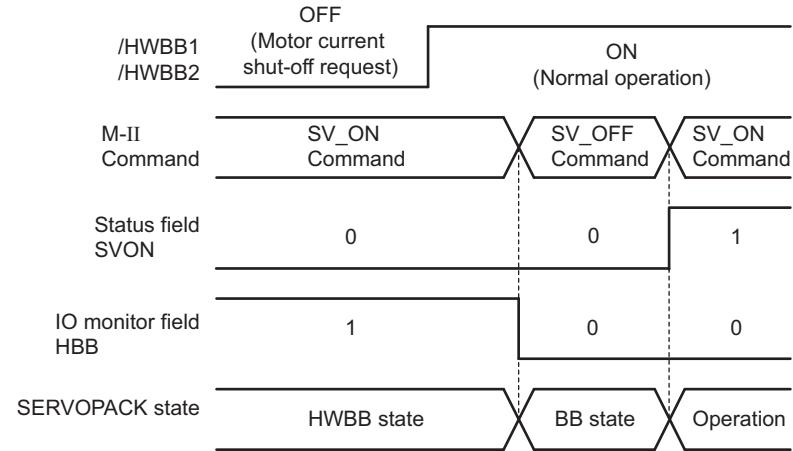 OFF
(Motor current
shut-off request)
/HWBB1
/HWBB2
ON
(Normal operation)
M-II
Command
SV_ON
Command
SV_OFF
Command
SV_ON
Command
Status field
SVON
0
0
1
IO monitor field
HBB
1
0
0
SERVOPACK state
HWBB state
BB state
Operation